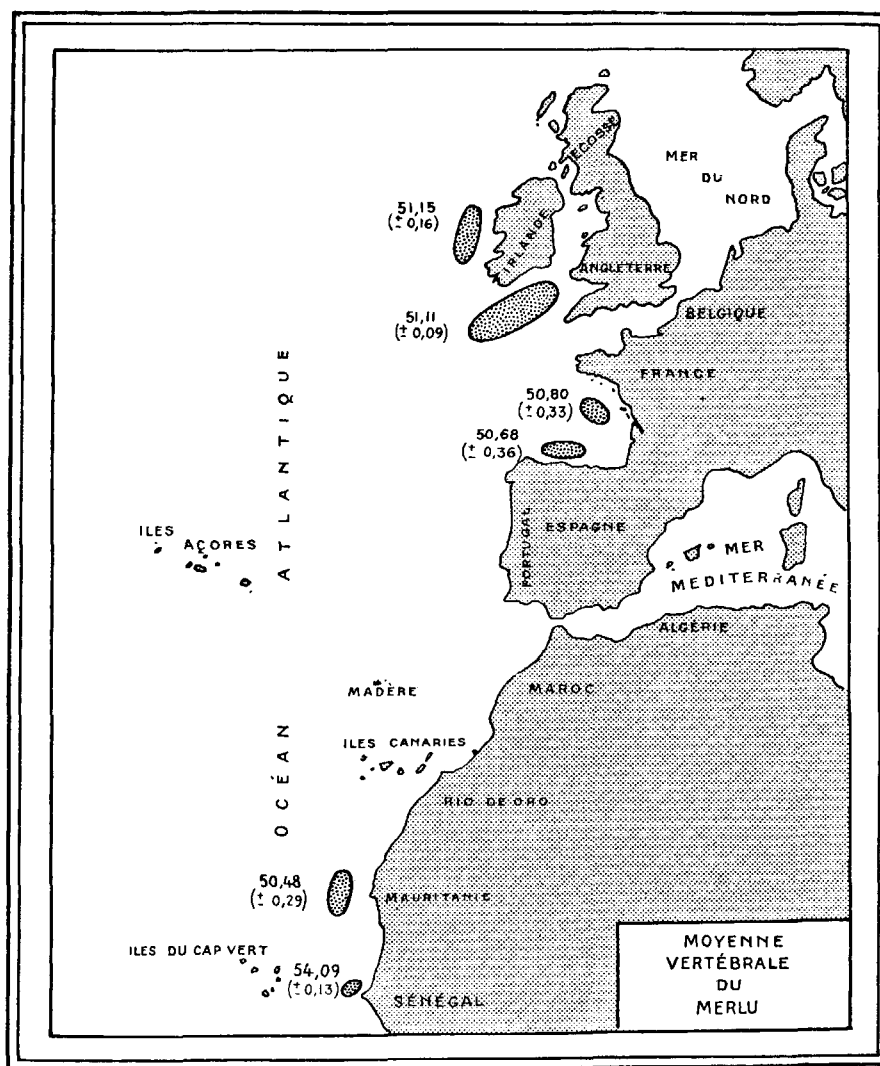 ECOSSE
MER
DU
NORD
51,15
(± 0,16)
IRLANDE
ANGLETERRE
51,11
(± 0,09)
BELGIQUE
FRANCE
50,80
(± 0,33)
50,68
(± 0,36)
OCÉAN ATLANTIQUE
ILES
AÇORES
PORTUGAL
ESPAGNE
MER
MEDITERRANÉE
ALGÉRIE
MADÈRE
MAROC
ILES CANARIES
RIO DE ORO
50,48
(± 0,29)
MAURITANIE
ILES DU CAP VERT
54,09
(± 0,13)
SÉNÉGAL
MOYENNE
VERTÉBRALE
DU
MERLU